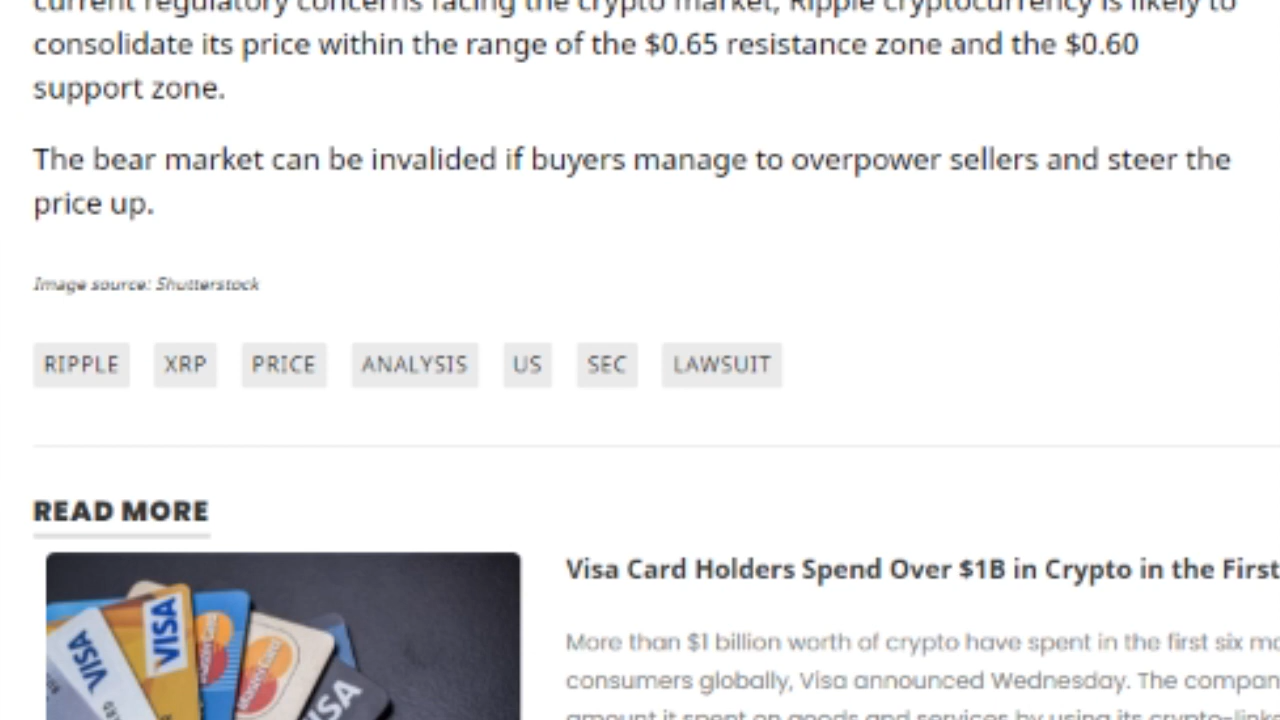 current regulatory concerns facing the crypto market, Ripple cryptocurrency is likely to
consolidate its price within the range of the $0.65 resistance zone and the $0.60
support zone.
The bear market can be invalided if buyers manage to overpower sellers and steer the
price up.
Image source: Shutterstock
RIPPLE XRP PRICE ANALYSIS US SEC LAWSUIT
READ MORE
Visa Card Holders Spend Over $1B in Crypto in the First
More than $1 billion worth of crypto have spent in the first six mo
consumers globally, Visa announced Wednesday. The compan
amount it spent on goods and services by using its crypto-link
VISA
VISA
MasterCard
MasterCard
VISA